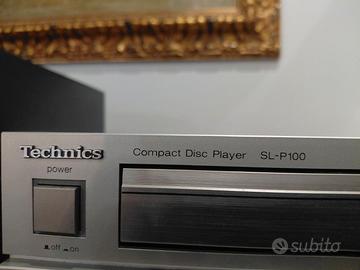 Technics Compact Disc Player SL-P100
power
off on
subito